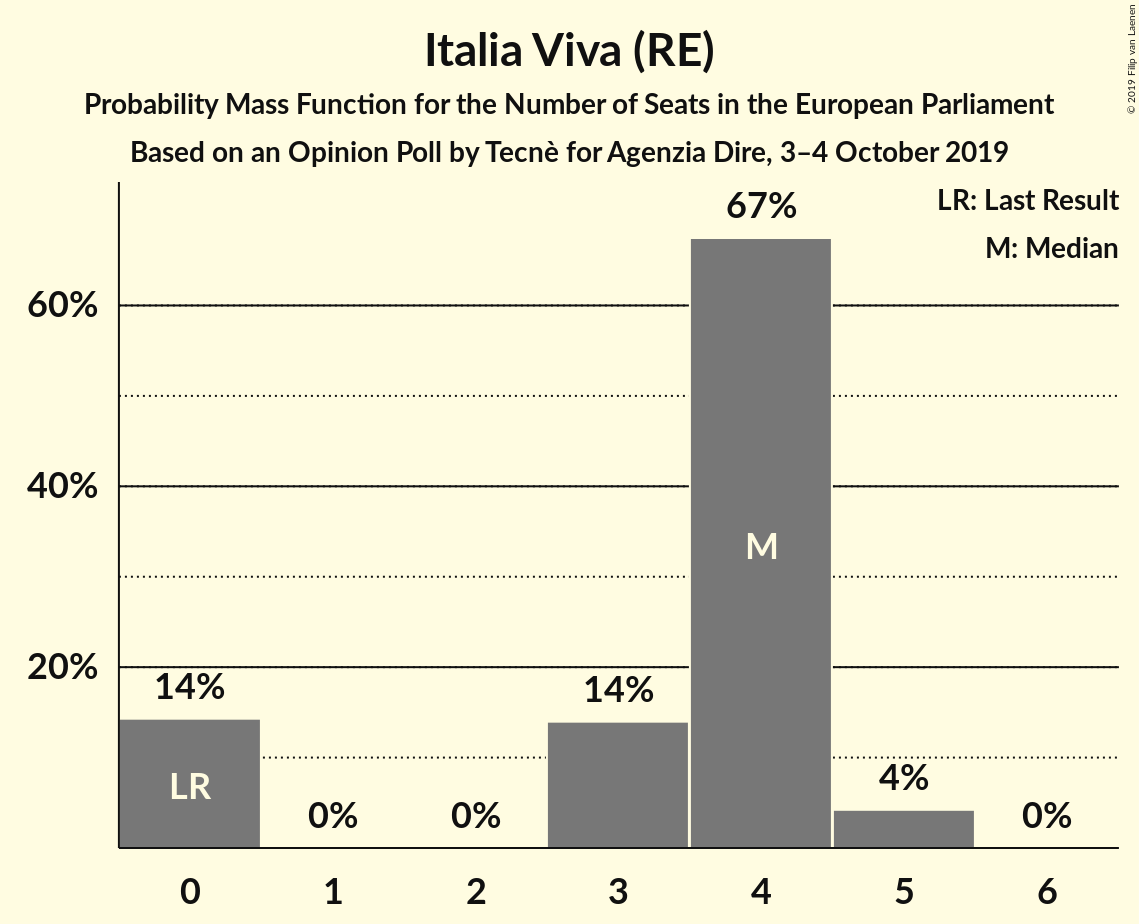 Italia Viva (RE)
Probability Mass Function for the Number of Seats in the European Parliament
Based on an Opinion Poll by Tecnè for Agenzia Dire, 3–4 October 2019
© 2019 Filip van Laenen
LR: Last Result
M: Median
67%
60%
40%
M
20%
14%
14%
LR
4%
0%
0%
0%
0 1 2 3 4 5 6